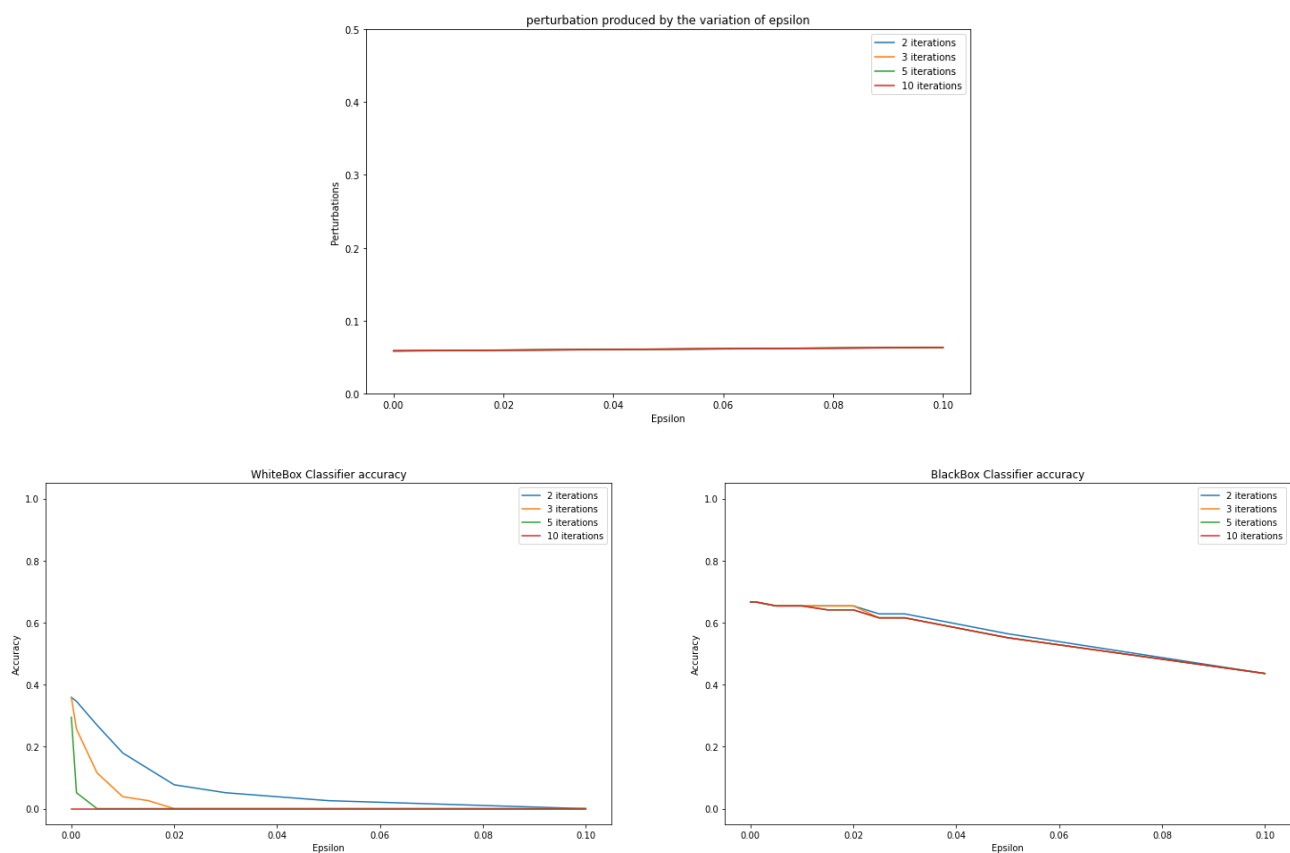 perturbation produced by the variation of epsilon
0.5
0.4
0.3
0.2
0.1
0.0
Perturbations
2 iterations
3 iterations
5 iterations
10 iterations
0.00 0.02 0.04 0.06 0.08 0.10
Epsilon
WhiteBox Classifier accuracy
1.0
0.8
0.6
0.4
0.2
0.0
Accuracy
2 iterations
3 iterations
5 iterations
10 iterations
0.00 0.02 0.04 0.06 0.08 0.10
Epsilon
BlackBox Classifier accuracy
1.0
0.8
0.6
0.4
0.2
0.0
Accuracy
2 iterations
3 iterations
5 iterations
10 iterations
0.00 0.02 0.04 0.06 0.08 0.10
Epsilon